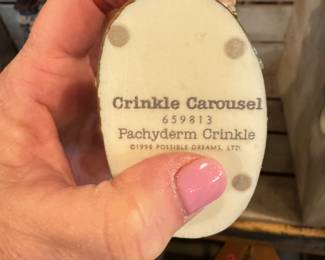 Crinkle Carousel
659813
Pachyderm Crinkle
©1998 POSSIBLE DREAMS, LTD.